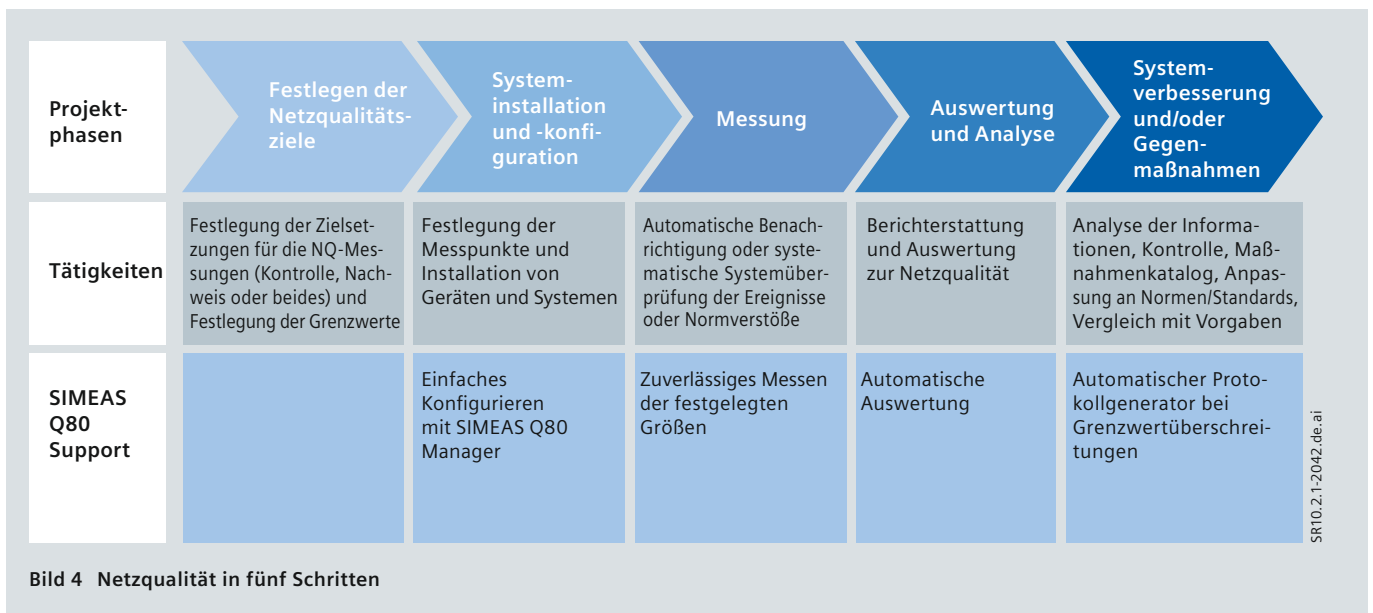 Projekt-
phasen
Festlegen der
Netzqualitäts-
ziele
System-
installation
und -konfi-
guration
Messung
Auswertung
und Analyse
System-
verbesserung
und/oder
Gegen-
maßnahmen
Tätigkeiten
Festlegung der Zielset-
zungen für die NQ-Mes-
sungen (Kontrolle, Nach-
weis oder beides) und
Festlegung der Grenzwerte
Festlegung der
Messpunkte und
Installation von
Geräten und Systemen
Automatische Benach-
richtigung oder syste-
matische Systemüber-
prüfung der Ereignisse
oder Normverstöße
Berichterstattung
und Auswertung
zur Netzqualität
Analyse der Informa-
tionen, Kontrolle, Maß-
nahmenkatalog, Anpas-
sung an Normen/Standards,
Vergleich mit Vorgaben
SIMEAS
Q80
Support
Einfaches
Konfigurieren
mit SIMEAS Q80
Manager
Zuverlässiges Messen
der festgelegten
Größen
Automatische
Auswertung
Automatischer Proto-
kollgenerator bei
Grenzwertüberschrei-
tungen
SR10.2.1-2042.de.ai
Bild 4 Netzqualität in fünf Schritten